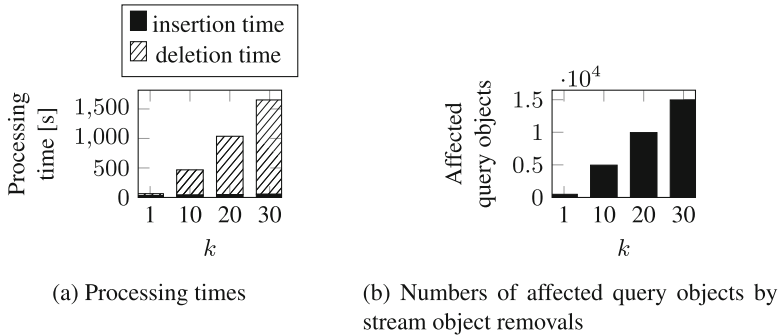 insertion time
deletion time
Processing
time [s]
1,500
1,000
500
0
1 10 20 30
k
(a) Processing times
·10^4
Affected
query objects
1.5
1
0.5
0
1 10 20 30
k
(b) Numbers of affected query objects by
stream object removals